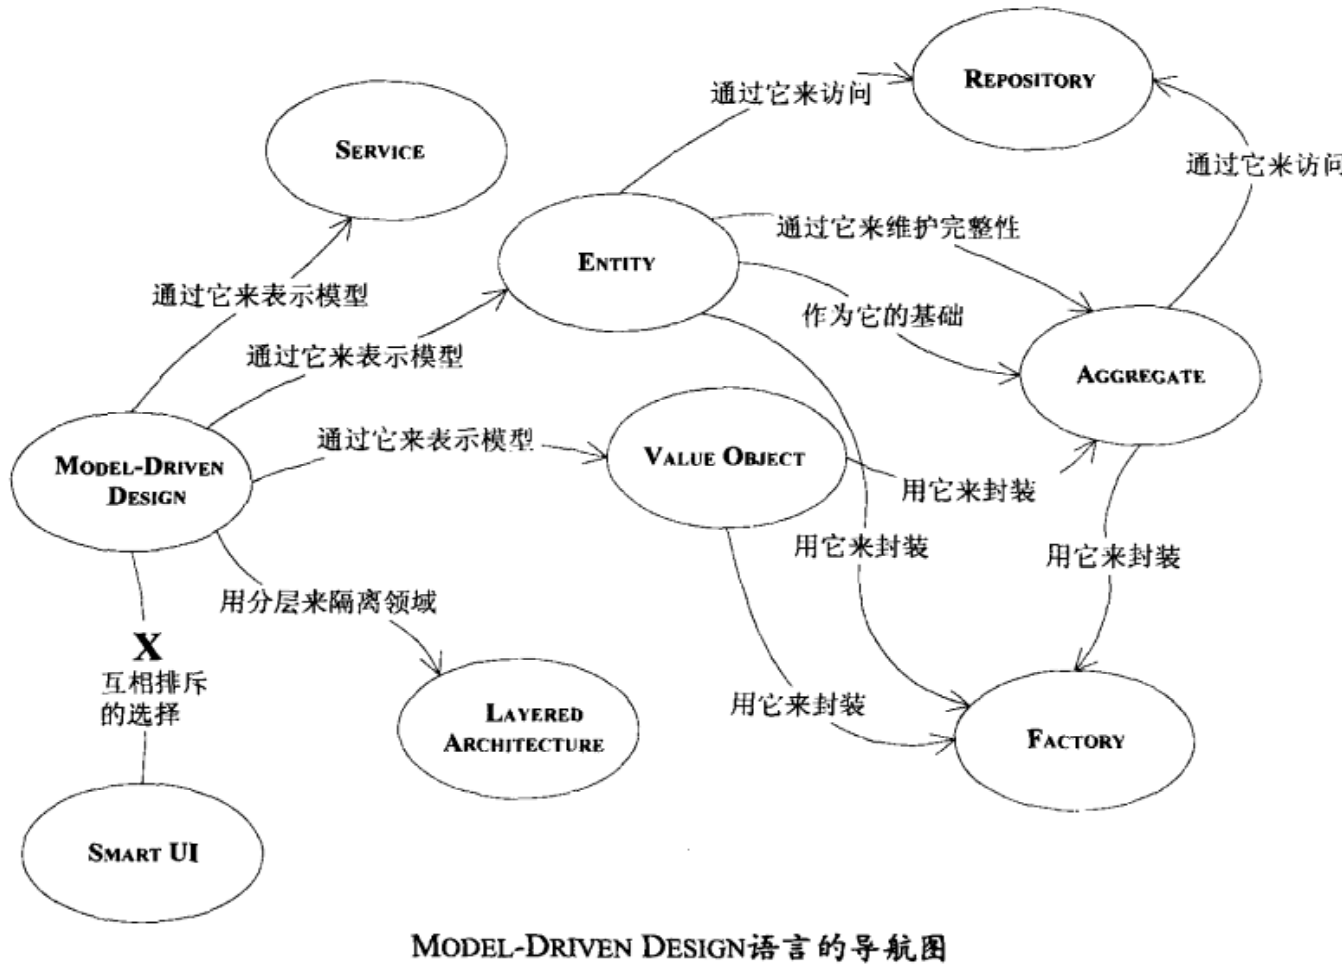 REPOSITORY
通过它来访问
SERVICE
通过它来访问
通过它来维护完整性
ENTITY
通过它来表示模型
作为它的基础
通过它来表示模型
AGGREGATE
通过它来表示模型
VALUE OBJECT
MODEL-DRIVEN
DESIGN
用它来封装
用它来封装
用它来封装
用分层来隔离领域
X
互相排斥
的选择
用它来封装
LAYERED
ARCHITECTURE
FACTORY
SMART UI
MODEL-DRIVEN DESIGN语言的导航图